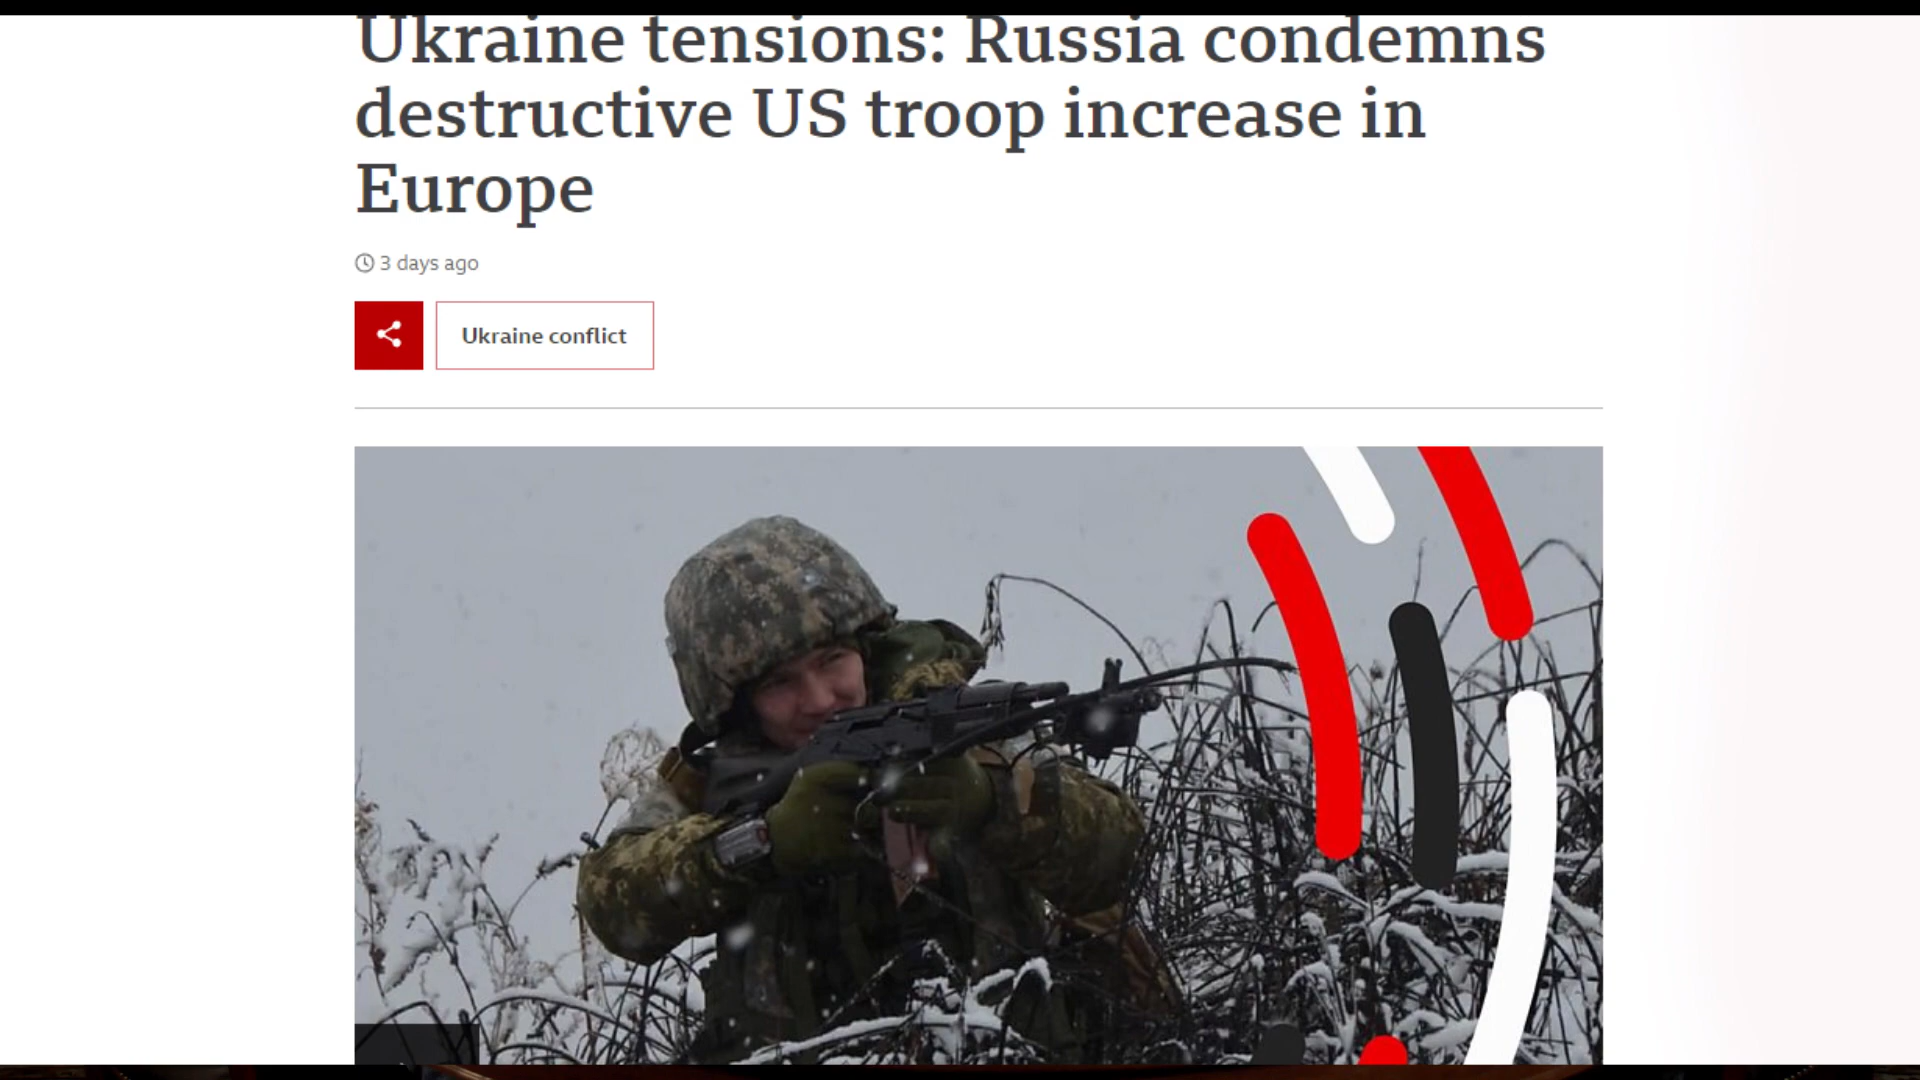 Ukraine tensions: Russia condemns
destructive US troop increase in
Europe
3 days ago
Ukraine conflict